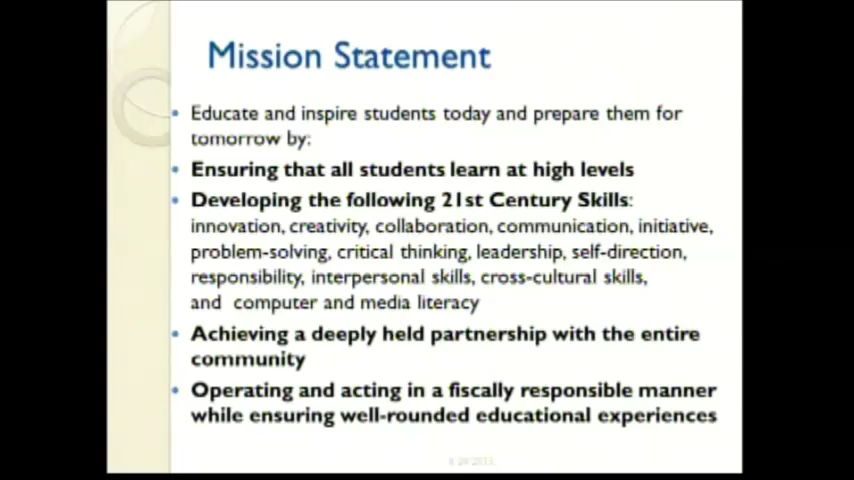 Mission Statement
• Educate and inspire students today and prepare them for
tomorrow by:
• Ensuring that all students learn at high levels
• Developing the following 21st Century Skills:
innovation, creativity, collaboration, communication, initiative,
problem-solving, critical thinking, leadership, self-direction,
responsibility, interpersonal skills, cross-cultural skills,
and computer and media literacy
• Achieving a deeply held partnership with the entire
community
• Operating and acting in a fiscally responsible manner
while ensuring well-rounded educational experiences